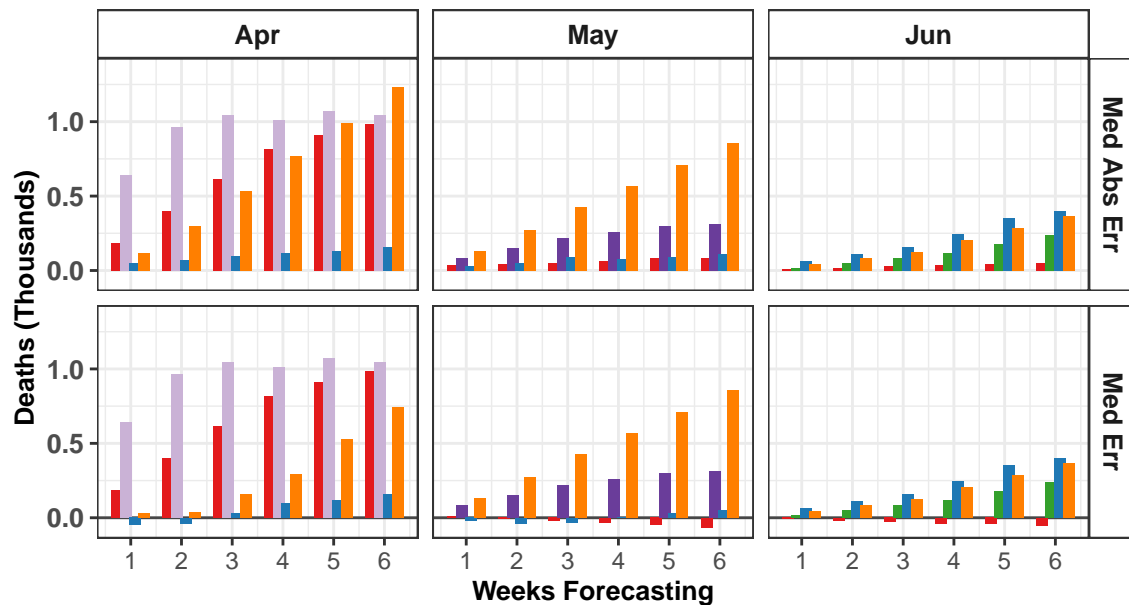 Apr May Jun
Deaths (Thousands)
1.0
0.5
0.0
Med Abs Err
1.0
0.5
0.0
Med Err
1 2 3 4 5 6 1 2 3 4 5 6 1 2 3 4 5 6
Weeks Forecasting